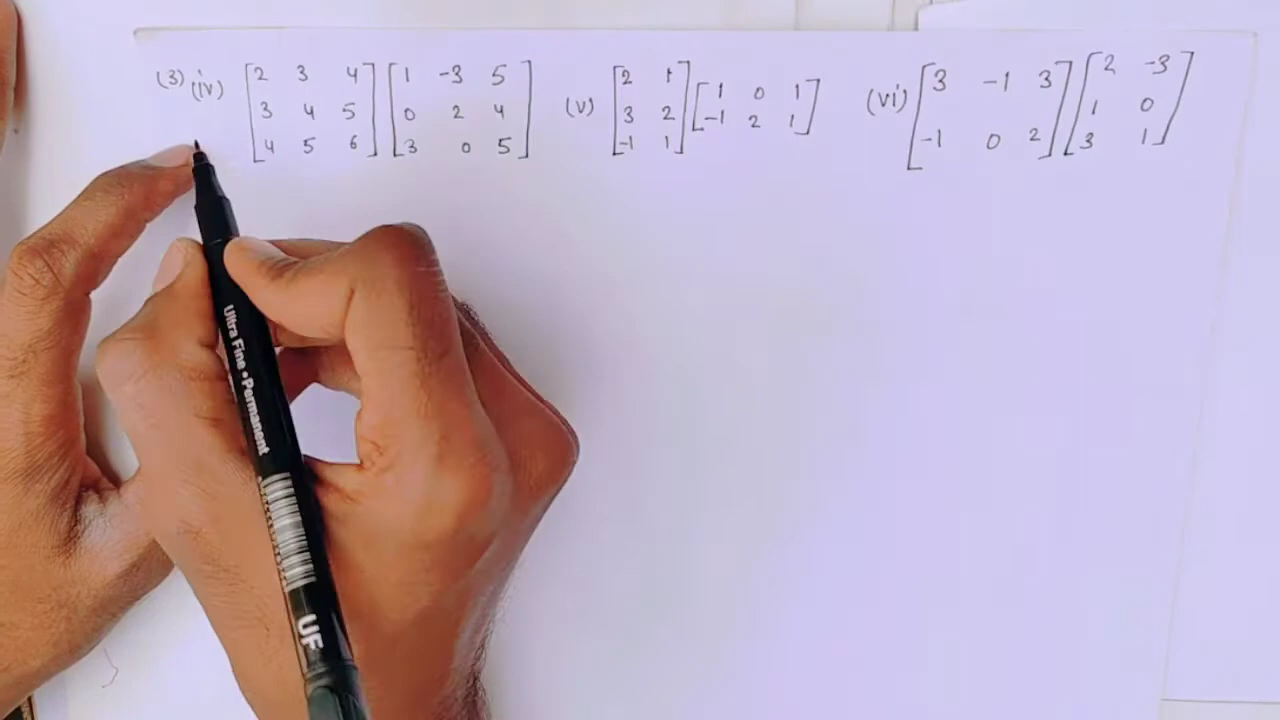 (3) (iv) [2 3 4] [1 -3 5] (v) [2 1] [1 0 1] (vi) [3 -1 3] [2 -3]
[3 4 5] [0 2 4] [3 2] [-1 2 1] [1 0]
[4 5 6] [3 0 5] [-1 1] [-1 0 2] [3 1]
Ultra Fine • Permanent
UF